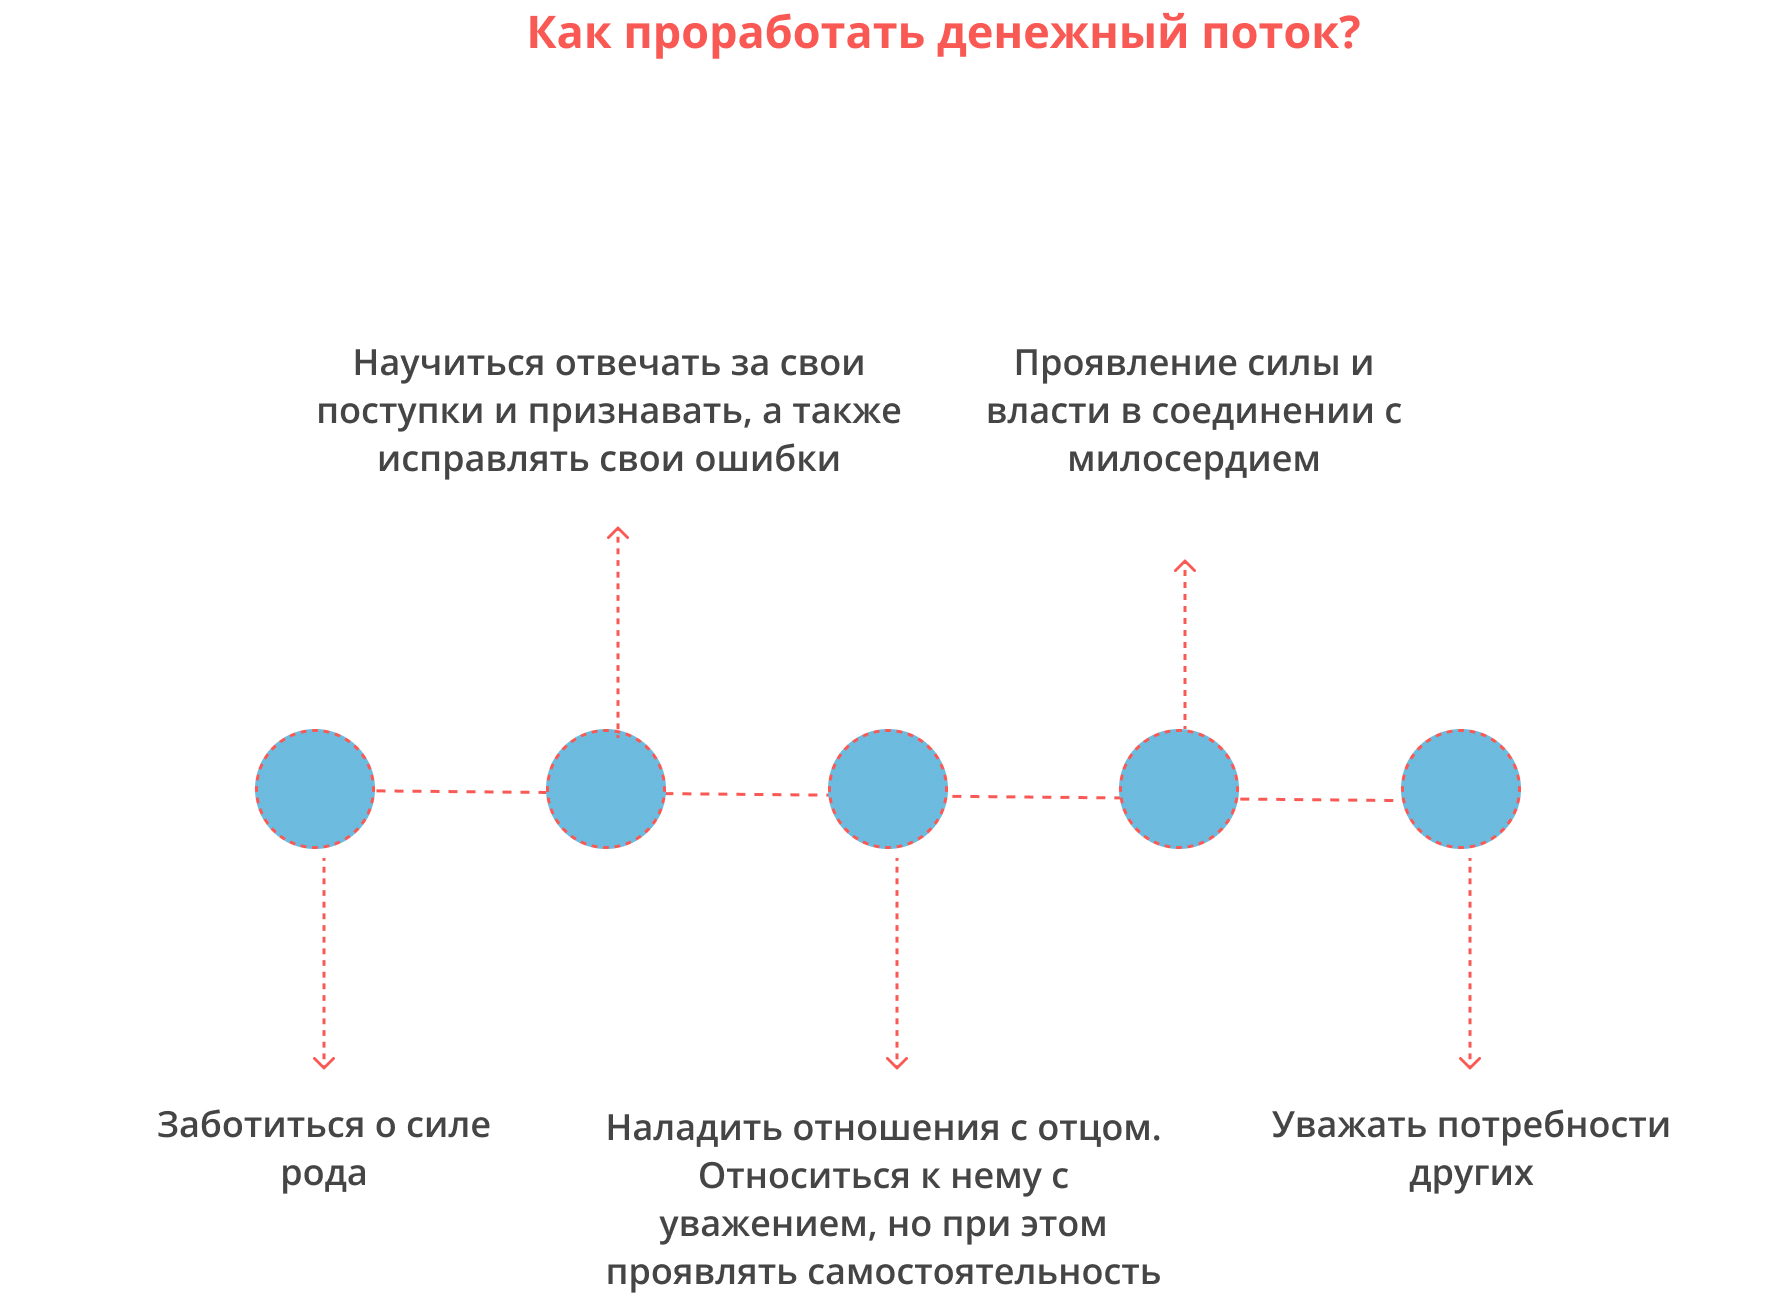 Как проработать денежный поток?
Научиться отвечать за свои
поступки и признавать, а также
исправлять свои ошибки
Проявление силы и
власти в соединении с
милосердием
Заботиться о силе
рода
Наладить отношения с отцом.
Относиться к нему с
уважением, но при этом
проявлять самостоятельность
Уважать потребности
других